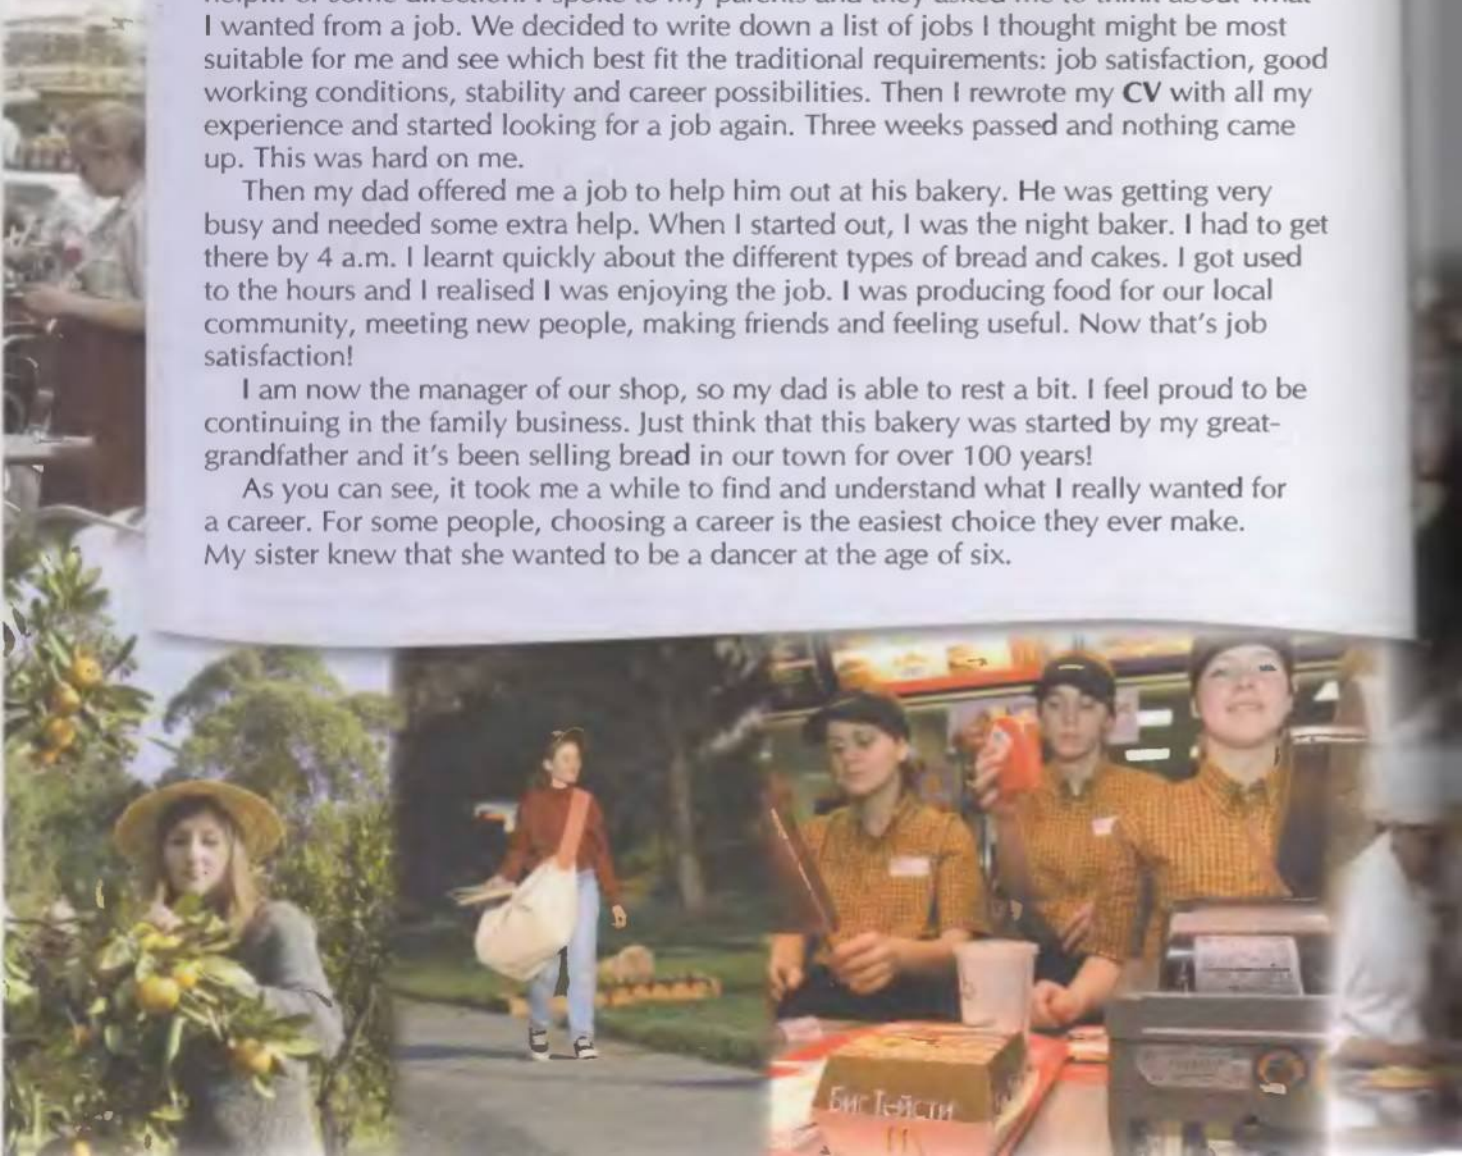 I wanted from a job. We decided to write down a list of jobs I thought might be most
suitable for me and see which best fit the traditional requirements: job satisfaction, good
working conditions, stability and career possibilities. Then I rewrote my CV with all my
experience and started looking for a job again. Three weeks passed and nothing came
up. This was hard on me.
Then my dad offered me a job to help him out at his bakery. He was getting very
busy and needed some extra help. When I started out, I was the night baker. I had to get
there by 4 a.m. I learnt quickly about the different types of bread and cakes. I got used
to the hours and I realised I was enjoying the job. I was producing food for our local
community, meeting new people, making friends and feeling useful. Now that's job
satisfaction!
I am now the manager of our shop, so my dad is able to rest a bit. I feel proud to be
continuing in the family business. Just think that this bakery was started by my great-
grandfather and it's been selling bread in our town for over 100 years!
As you can see, it took me a while to find and understand what I really wanted for
a career. For some people, choosing a career is the easiest choice they ever make.
My sister knew that she wanted to be a dancer at the age of six.
Биг Тейсти